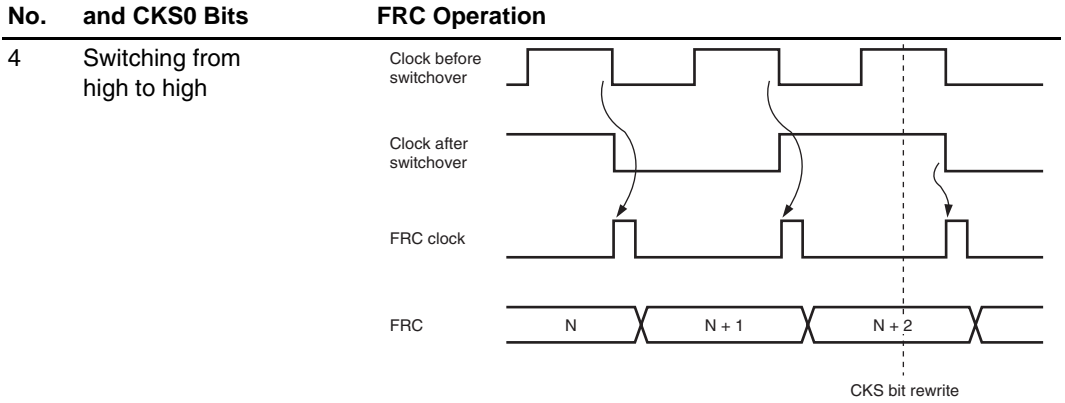 No. and CKS0 Bits FRC Operation
4 Switching from
high to high
Clock before
switchover
Clock after
switchover
FRC clock
FRC N N + 1 N + 2
CKS bit rewrite